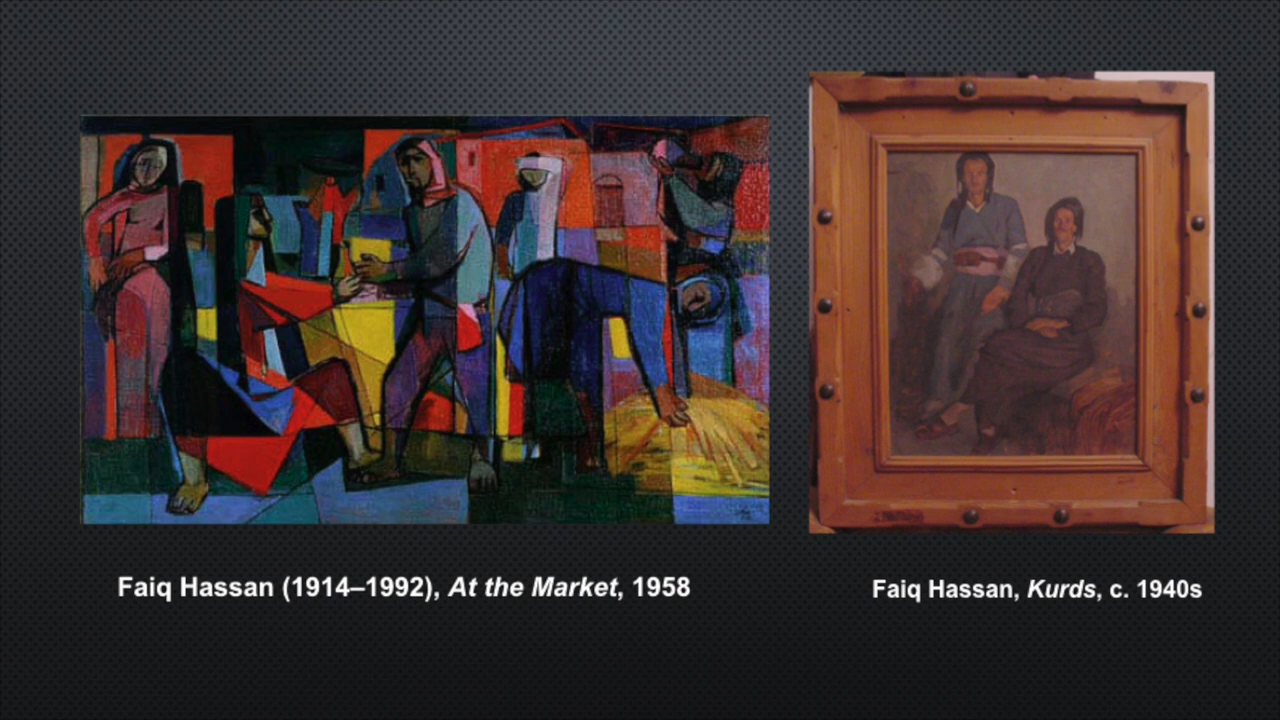 Faiq Hassan (1914–1992), At the Market, 1958
Faiq Hassan, Kurds, c. 1940s